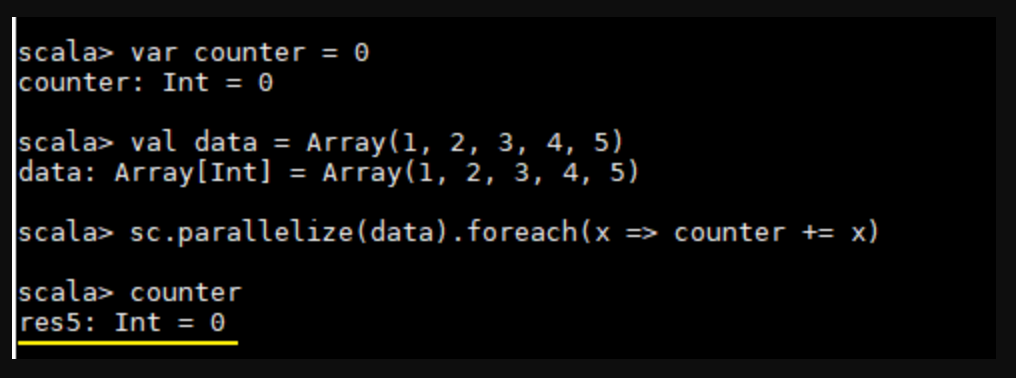 scala> var counter = 0
counter: Int = 0
scala> val data = Array(1, 2, 3, 4, 5)
data: Array[Int] = Array(1, 2, 3, 4, 5)
scala> sc.parallelize(data).foreach(x => counter += x)
scala> counter
res5: Int = 0